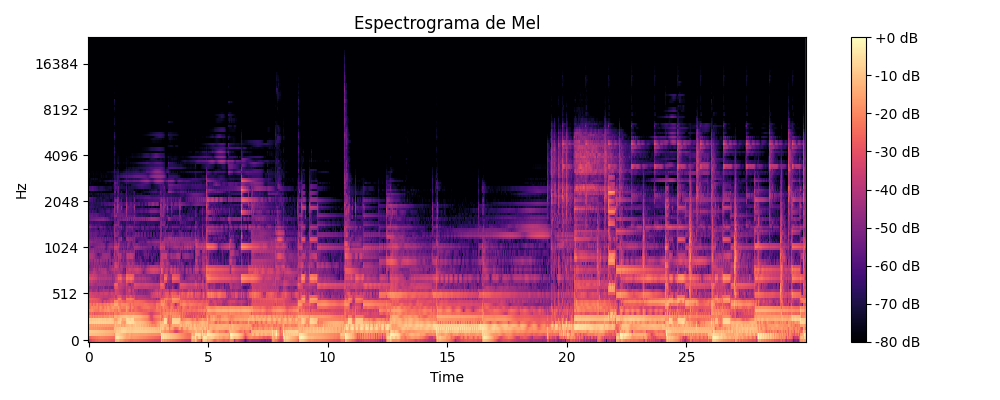 Espectrograma de Mel
Hz
16384
8192
4096
2048
1024
512
0
0 5 10 15 20 25
Time
+0 dB
-10 dB
-20 dB
-30 dB
-40 dB
-50 dB
-60 dB
-70 dB
-80 dB